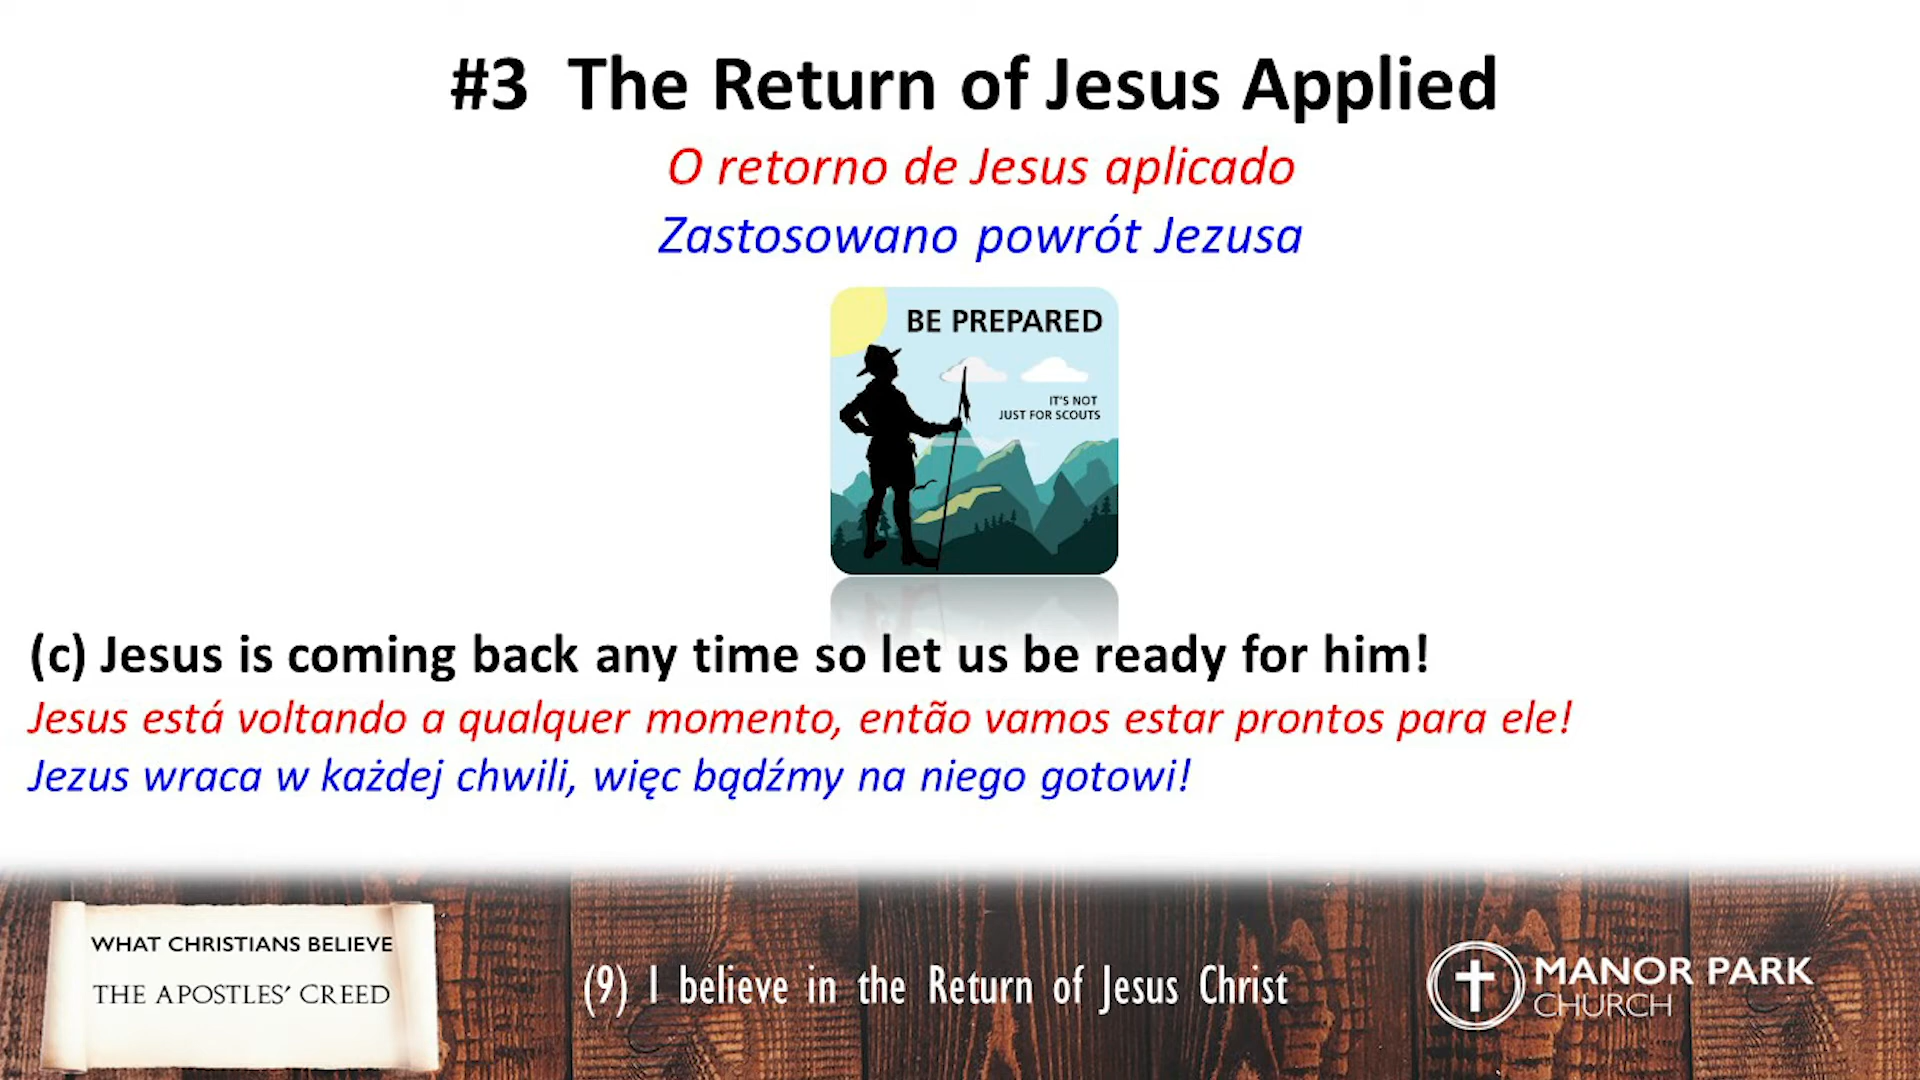 #3 The Return of Jesus Applied
O retorno de Jesus aplicado
Zastosowano powrót Jezusa
BE PREPARED
IT'S NOT
JUST FOR SCOUTS
(c) Jesus is coming back any time so let us be ready for him!
Jesus está voltando a qualquer momento, então vamos estar prontos para ele!
Jezus wraca w każdej chwili, więc bądźmy na niego gotowi!
WHAT CHRISTIANS BELIEVE
THE APOSTLES' CREED
(9) I believe in the Return of Jesus Christ
MANOR PARK
CHURCH